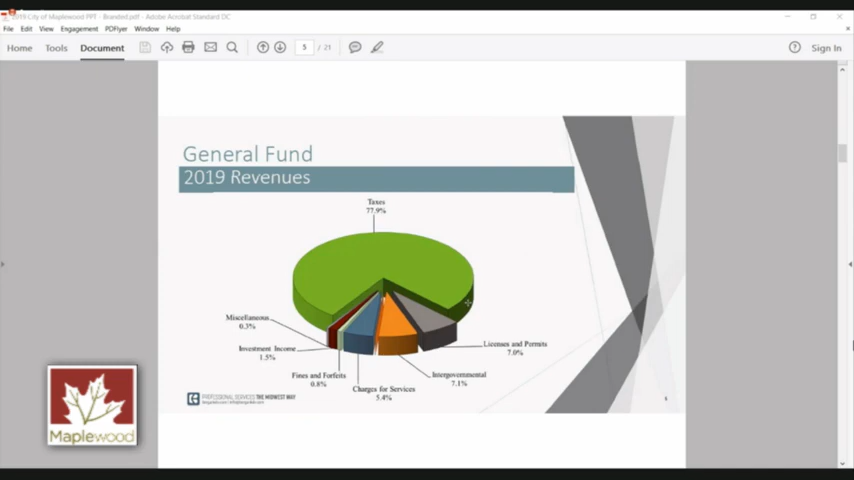 2019 City of Maplewood PPT - Branded.pdf - Adobe Acrobat Standard DC
File Edit View Engagement PDFlyer Window Help
Home Tools Document 5 / 21 Sign In
General Fund
2019 Revenues
Taxes
77.9%
Miscellaneous
0.3%
Investment Income
1.5%
Fines and Forfeits
0.8%
Charges for Services
5.4%
Intergovernmental
7.1%
Licenses and Permits
7.0%
PROFESSIONAL SERVICES THE MIDWEST WAY
Maplewood